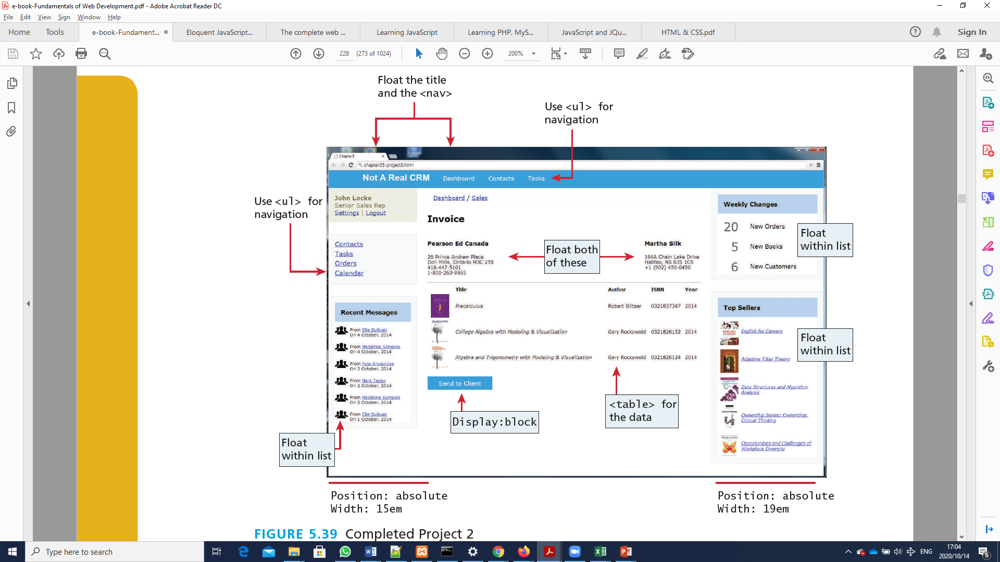 e-book-Fundamentals of Web Development.pdf - Adobe Acrobat Reader DC
File Edit View Sign Window Help
Home Tools e-book-Fundament... × Eloquent JavaScript... The complete web ... Learning JavaScript Learning PHP, MyS... JavaScript and JQu... HTML & CSS.pdf Sign In
228 (273 of 1024) 200%
Float the title
and the <nav>
Use <ul> for
navigation
Chapter5
chapter05-project3.html
Not A Real CRM Dashboard Contacts Tasks
Use <ul> for
navigation
John Locke
Senior Sales Rep
Settings | Logout
Contacts
Tasks
Orders
Calendar
Recent Messages
From Ellie Sullivan
On 4 October, 2014
From Madalena Sampaio
On 4 October, 2014
From Puja Srivastava
On 3 October, 2014
From Mark Taylor
On 2 October, 2014
From Madalena Sampaio
On 2 October, 2014
From Ellie Sullivan
On 1 October, 2014
Float
within list
Dashboard / Sales
Invoice
Pearson Ed Canada
26 Prince Andrew Place
Don Mills, Ontario M3C 2T8
416-447-5101
1-800-263-9965
Float both
of these
Martha Silk
194A Chain Lake Drive
Halifax, NS B3S 1C5
+1 (902) 450-0450
Title Author ISBN Year
Precalculus Robert Blitzer 0321837347 2014
College Algebra with Modeling & Visualization Gary Rockswold 0321826132 2014
Algebra and Trigonometry with Modeling & Visualization Gary Rockswold 0321826124 2014
Send to Client
Display:block
<table> for
the data
Weekly Changes
20 New Orders
5 New Books
6 New Customers
Float
within list
Top Sellers
English for Careers
Adaptive Filter Theory
Data Structures and Algorithm
Analysis
Ownership Series: Ownership:
Critical Thinking
Opportunities and Challenges of
Workplace Diversity
Float
within list
Position: absolute
Width: 15em
Position: absolute
Width: 19em
FIGURE 5.39 Completed Project 2
Type here to search
ENG
17:04
2020/10/14
6